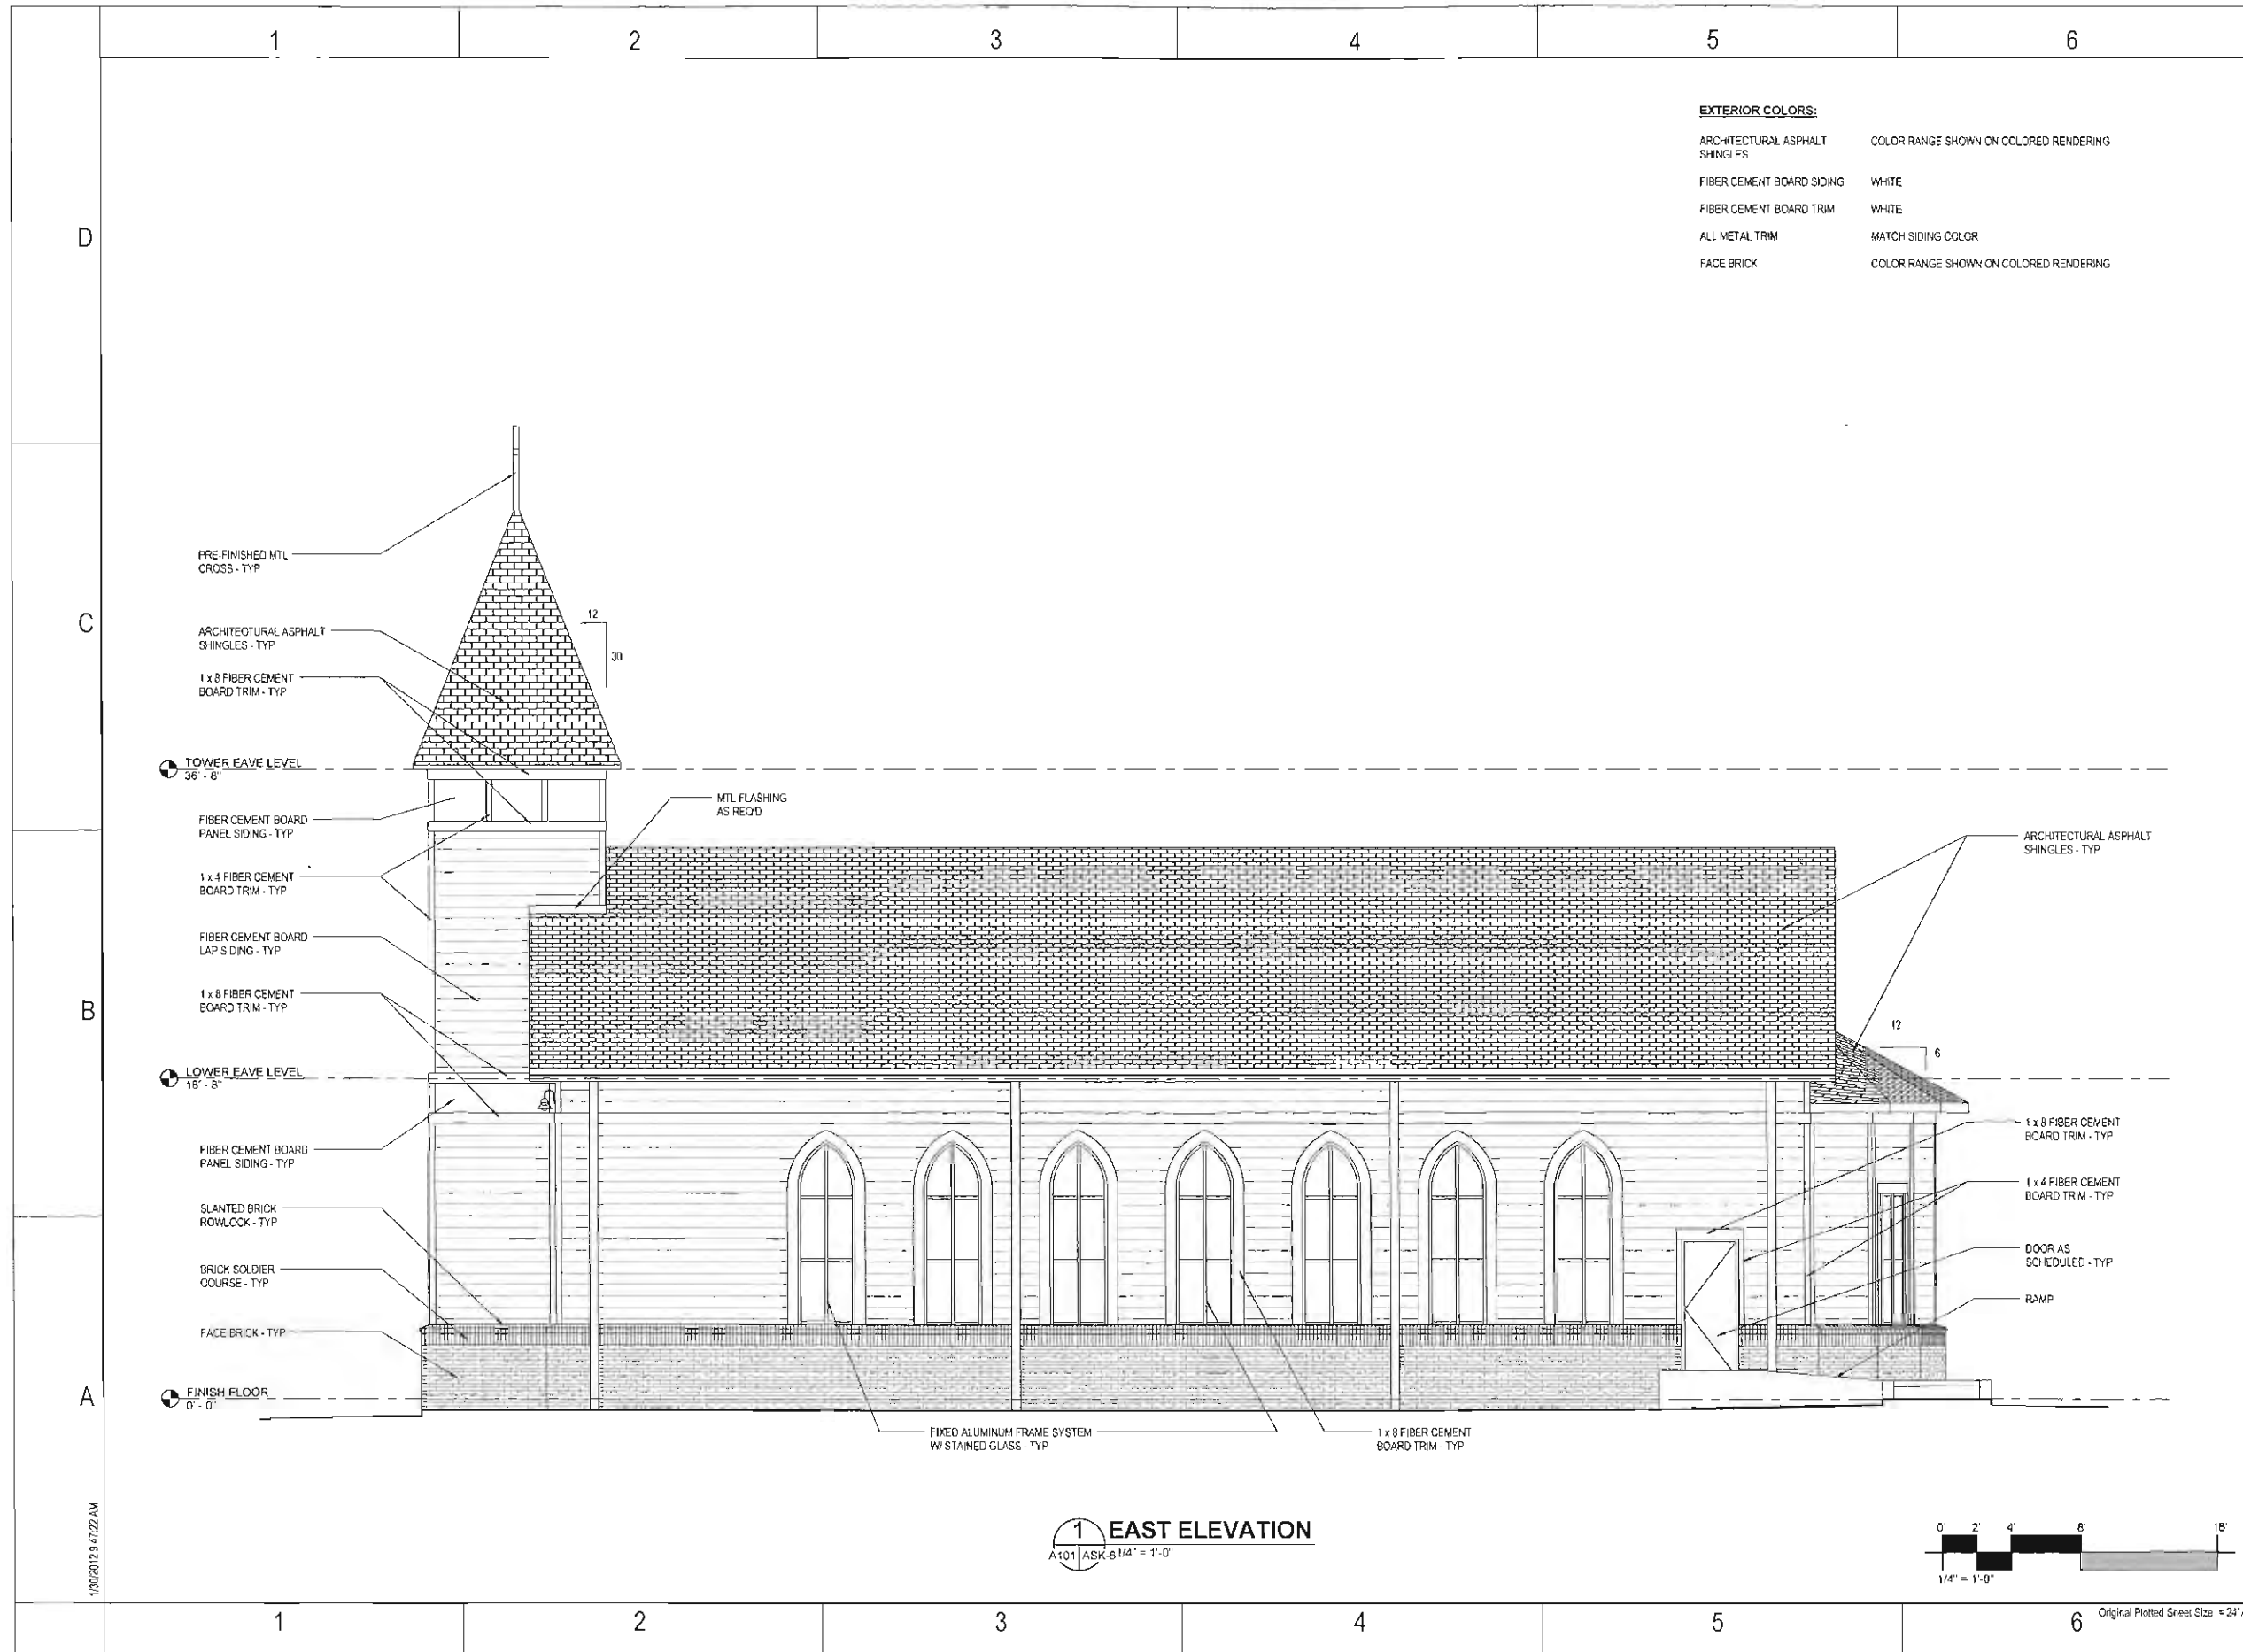 1 2 3 4 5 6
EXTERIOR COLORS:
ARCHITECTURAL ASPHALT SHINGLES COLOR RANGE SHOWN ON COLORED RENDERING
FIBER CEMENT BOARD SIDING WHITE
FIBER CEMENT BOARD TRIM WHITE
ALL METAL TRIM MATCH SIDING COLOR
FACE BRICK COLOR RANGE SHOWN ON COLORED RENDERING
D
C
B
A
PRE-FINISHED MTL
CROSS - TYP
ARCHITECTURAL ASPHALT
SHINGLES - TYP
1 x 8 FIBER CEMENT
BOARD TRIM - TYP
12
30
TOWER EAVE LEVEL
36' - 8"
FIBER CEMENT BOARD
PANEL SIDING - TYP
MTL FLASHING
AS REQ'D
1 x 4 FIBER CEMENT
BOARD TRIM - TYP
FIBER CEMENT BOARD
LAP SIDING - TYP
1 x 8 FIBER CEMENT
BOARD TRIM - TYP
LOWER EAVE LEVEL
16' - 8"
FIBER CEMENT BOARD
PANEL SIDING - TYP
SLANTED BRICK
ROWLOCK - TYP
BRICK SOLDIER
COURSE - TYP
FACE BRICK - TYP
FINISH FLOOR
0' - 0"
ARCHITECTURAL ASPHALT
SHINGLES - TYP
12
6
1 x 8 FIBER CEMENT
BOARD TRIM - TYP
1 x 4 FIBER CEMENT
BOARD TRIM - TYP
DOOR AS
SCHEDULED - TYP
RAMP
FIXED ALUMINUM FRAME SYSTEM
W/ STAINED GLASS - TYP
1 x 8 FIBER CEMENT
BOARD TRIM - TYP
1 EAST ELEVATION
A101 ASK-6 1/4" = 1'-0"
0' 2' 4' 8' 16'
1/4" = 1'-0"
1/30/2012 9:47:22 AM
1 2 3 4 5 6
Original Plotted Sheet Size = 24"